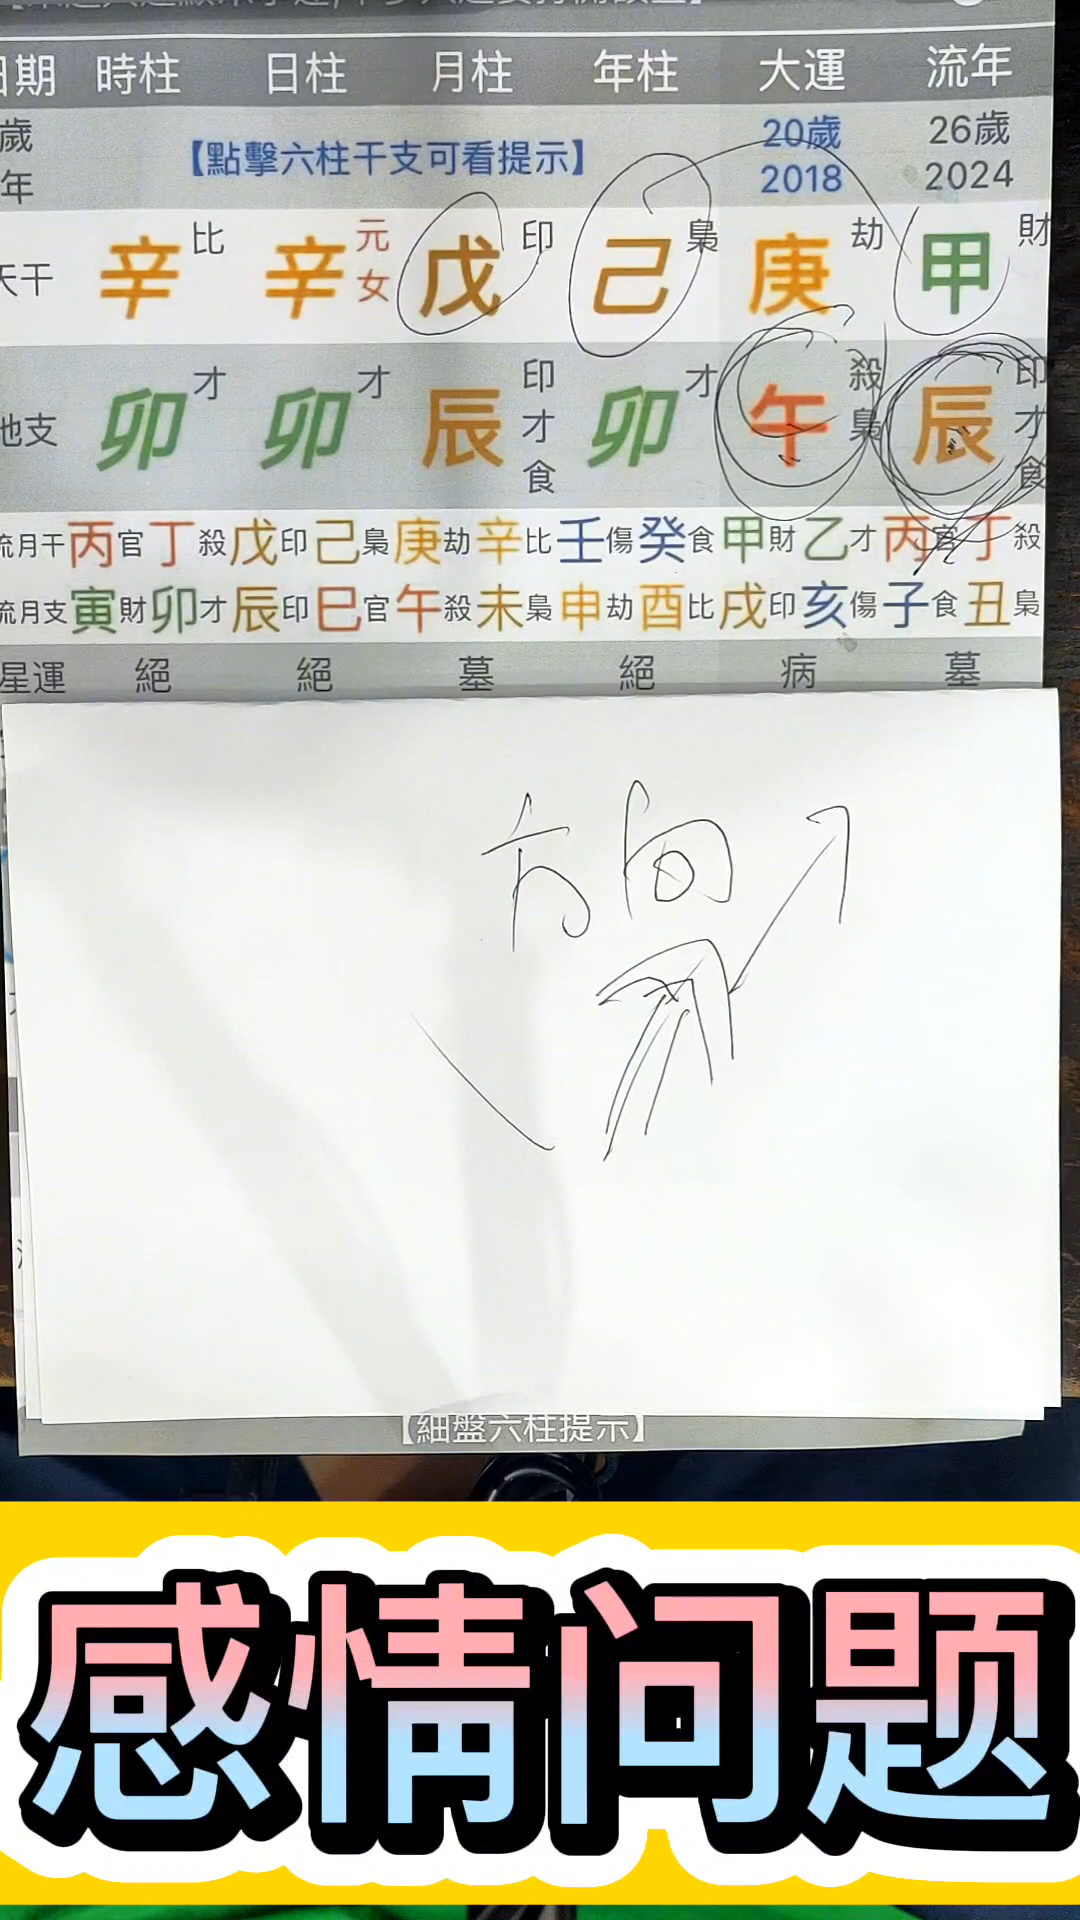 日期 時柱 日柱 月柱 年柱 大運 流年
歲 【點擊六柱干支可看提示】 20歲 26歲
年 2018 2024
天干 辛 比 辛 元女 戊 印 己 梟 庚 劫 甲 財
地支 卯 才 卯 才 辰 印才食 卯 才 午 殺梟 辰 印才食
流月干 丙官 丁殺 戊印 己梟 庚劫 辛比 壬傷 癸食 甲財 乙才 丙官 丁殺
流月支 寅財 卯才 辰印 巳官 午殺 未梟 申劫 酉比 戌印 亥傷 子食 丑梟
星運 絕 絕 墓 絕 病 墓
方向
【細盤六柱提示】
感情问题